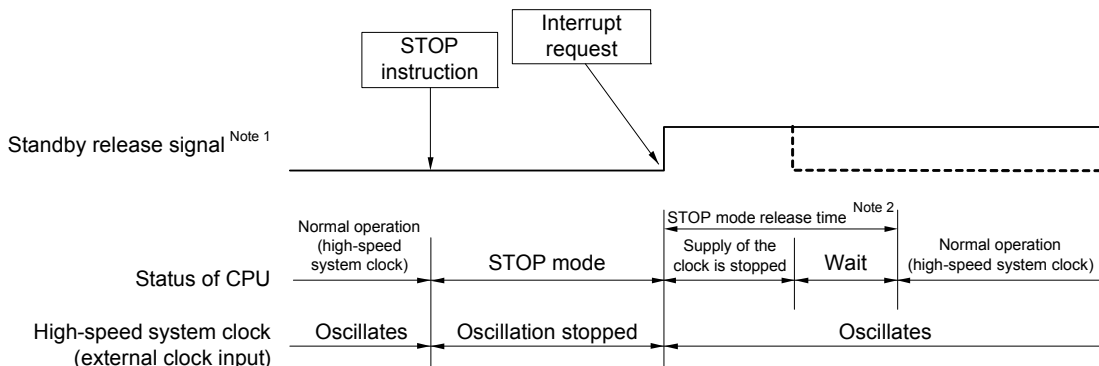 STOP
instruction
Interrupt
request
Standby release signal Note 1
STOP mode release time Note 2
Normal operation
(high-speed
system clock)
Status of CPU
STOP mode
Supply of the
clock is stopped
Wait
Normal operation
(high-speed system clock)
High-speed system clock
(external clock input)
Oscillates
Oscillation stopped
Oscillates